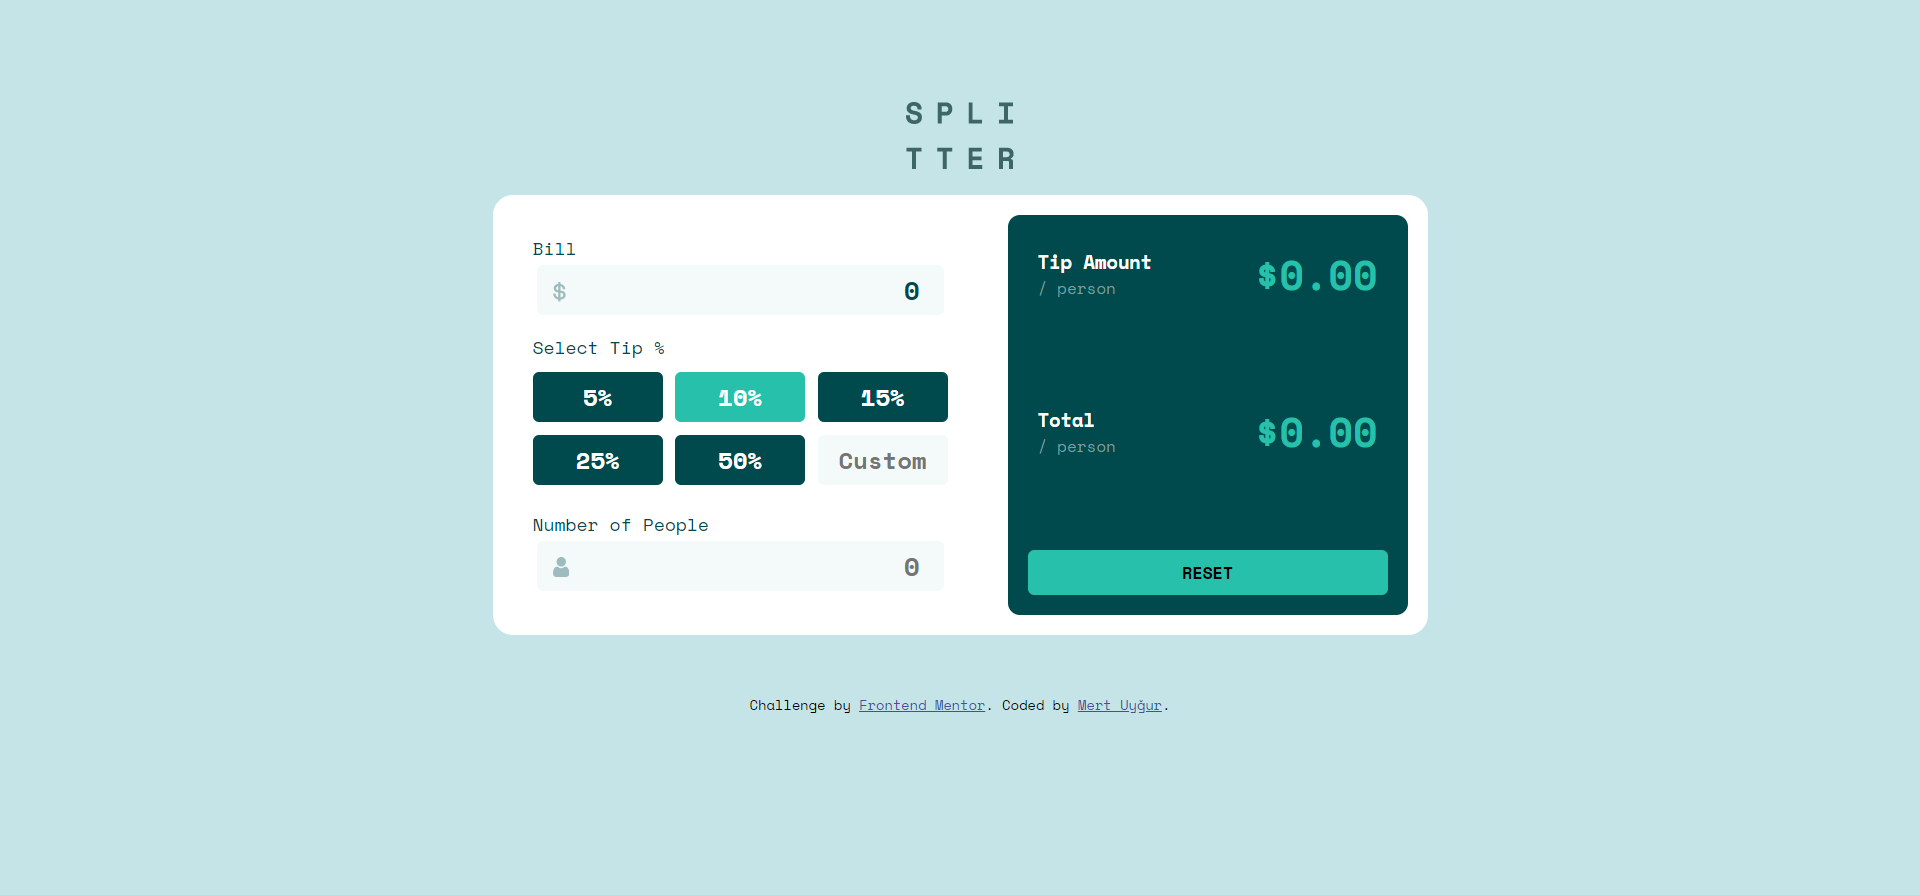 SPLI
TTER
Bill
$ 0
Select Tip %
5% 10% 15%
25% 50% Custom
Number of People
0
Tip Amount
/ person
$0.00
Total
/ person
$0.00
RESET
Challenge by Frontend Mentor. Coded by Mert Uyğur.